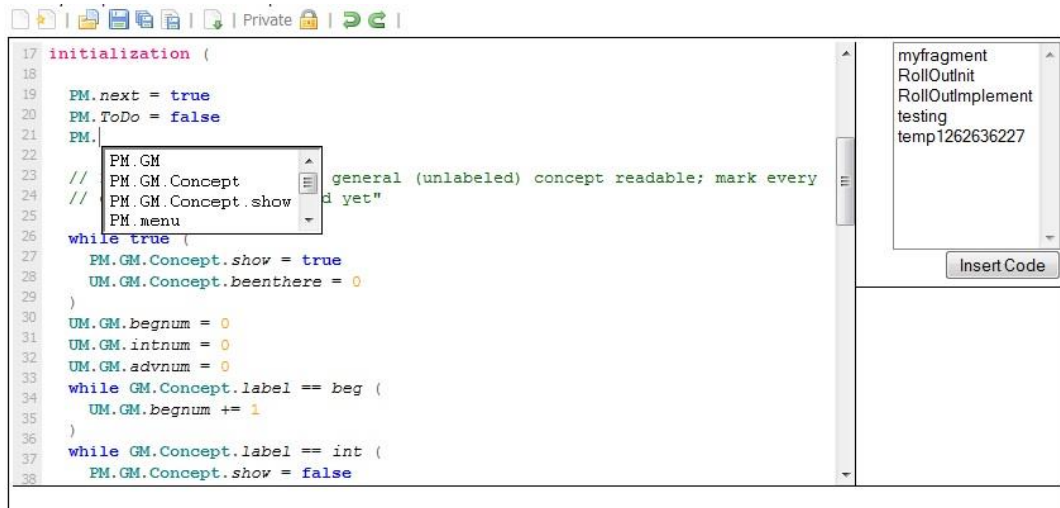 Private
17 initialization (
18
19 PM.next = true
20 PM.ToDo = false
21 PM.
22
PM.GM
23 // PM.GM.Concept general (unlabeled) concept readable; mark every
24 // PM.GM.Concept.show d yet"
25 PM.menu
26 while true (
27 PM.GM.Concept.show = true
28 UM.GM.Concept.beenthere = 0
29 )
30 UM.GM.begnum = 0
31 UM.GM.intnum = 0
32 UM.GM.advnum = 0
33 while GM.Concept.label == beg (
34 UM.GM.begnum += 1
35 )
36
37 while GM.Concept.label == int (
38 PM.GM.Concept.show = false
myfragment
RollOutInit
RollOutImplement
testing
temp1262636227
Insert Code